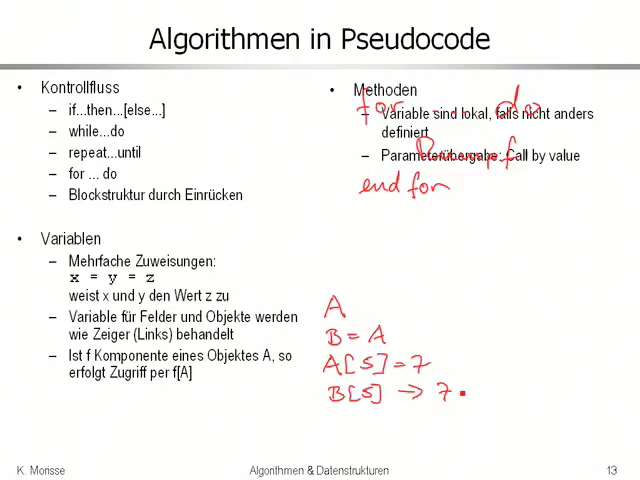 Algorithmen in Pseudocode
• Kontrollfluss
– if...then...[else...]
– while...do
– repeat...until
– for ... do
– Blockstruktur durch Einrücken
• Variablen
– Mehrfache Zuweisungen:
x = y = z
weist x und y den Wert z zu
– Variable für Felder und Objekte werden
wie Zeiger (Links) behandelt
– Ist f Komponente eines Objektes A, so
erfolgt Zugriff per f[A]
• Methoden
for ... do
– Variable sind lokal, falls nicht anders
definiert
– Parameterübergabe: Call by value
end for
A
B = A
A[5] = 7
B[5] → 7
K. Morisse
Algorithmen & Datenstrukturen
13